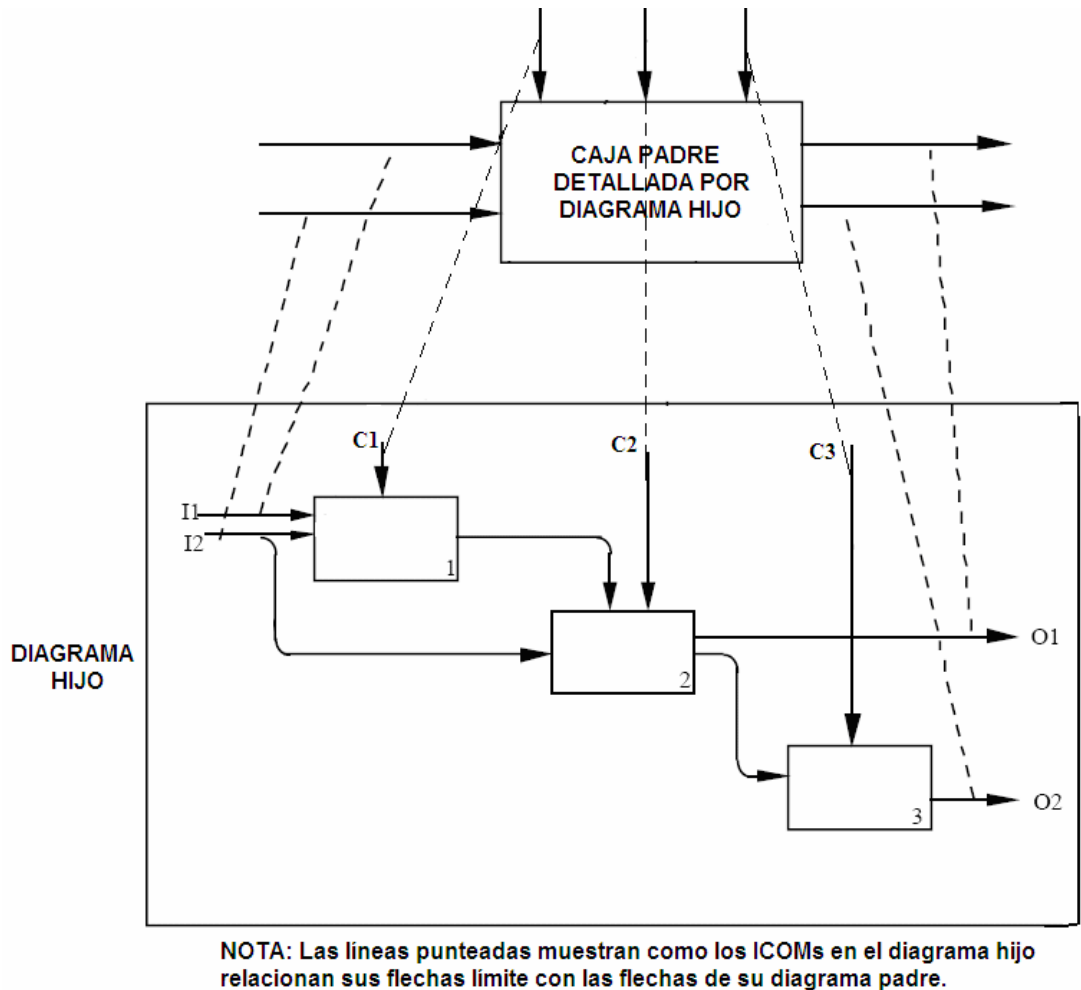 CAJA PADRE
DETALLADA POR
DIAGRAMA HIJO
C1
C2
C3
I1
I2
1
O1
DIAGRAMA
HIJO
2
3
O2
NOTA: Las líneas punteadas muestran como los ICOMs en el diagrama hijo
relacionan sus flechas límite con las flechas de su diagrama padre.